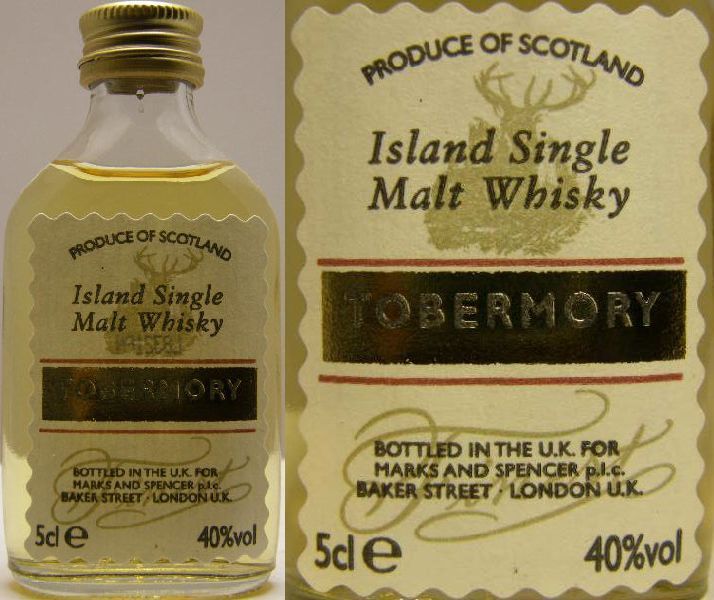 PRODUCE OF SCOTLAND
Island Single
Malt Whisky
TOBERMORY
BOTTLED IN THE U.K. FOR
MARKS AND SPENCER p.l.c.
BAKER STREET · LONDON U.K.
5cl e 40%vol
PRODUCE OF SCOTLAND
Island Single
Malt Whisky
TOBERMORY
BOTTLED IN THE U.K. FOR
MARKS AND SPENCER p.l.c.
BAKER STREET · LONDON U.K.
5cl e 40%vol